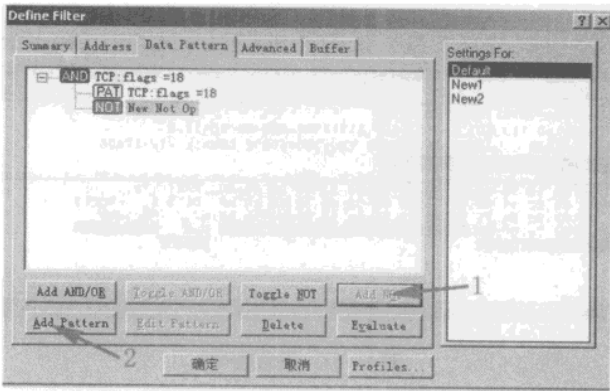 Define Filter
Summary Address Data Pattern Advanced Buffer
Settings For:
AND TCP:flags =18
PAT TCP:flags =18
NOT New Not Op
Default
New1
New2
Add AND/OR Toggle AND/OR Toggle NOT Add NOT
1
Add Pattern Edit Pattern Delete Evaluate
2
确定 取消 Profiles...